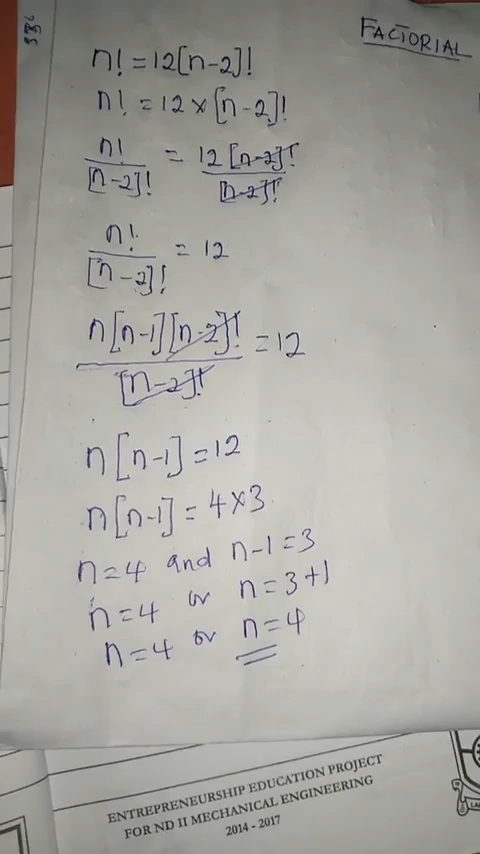 FACTORIAL
n! = 12[n-2]!
n! = 12 × [n-2]!
n!/[n-2]! = 12[n-2]!/[n-2]!
n!/[n-2]! = 12
n[n-1][n-2]!/[n-2]! = 12
n[n-1] = 12
n[n-1] = 4×3
n=4 and n-1=3
n=4 or n=3+1
n=4 or n=4
ENTREPRENEURSHIP EDUCATION PROJECT
FOR ND II MECHANICAL ENGINEERING
2014 - 2017